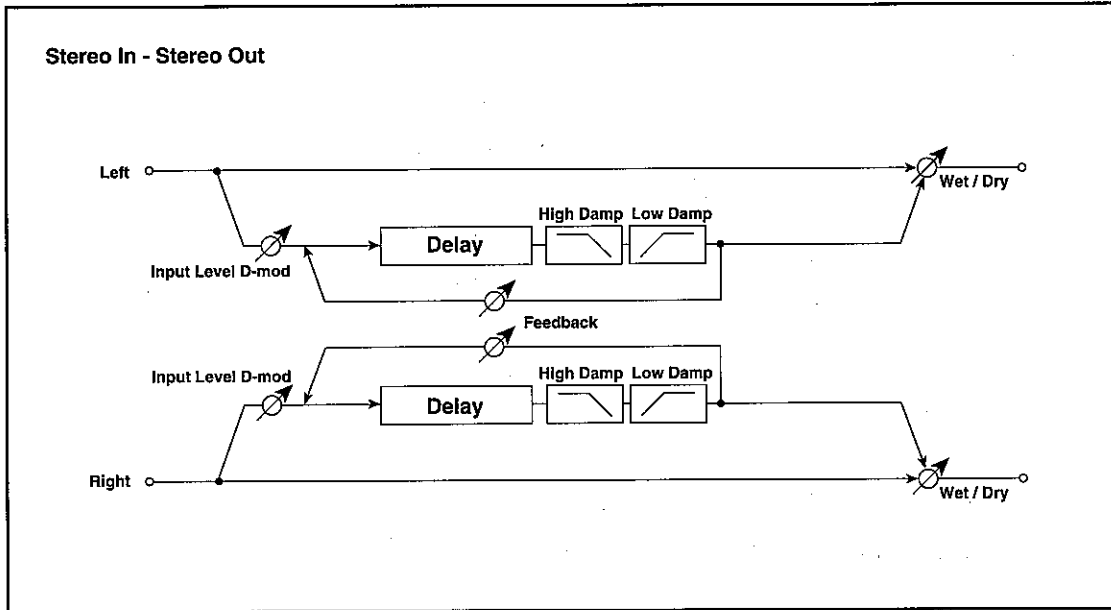 Stereo In - Stereo Out
Left
Wet / Dry
High Damp Low Damp
Delay
Input Level D-mod
Feedback
Input Level D-mod
High Damp Low Damp
Delay
Right
Wet / Dry